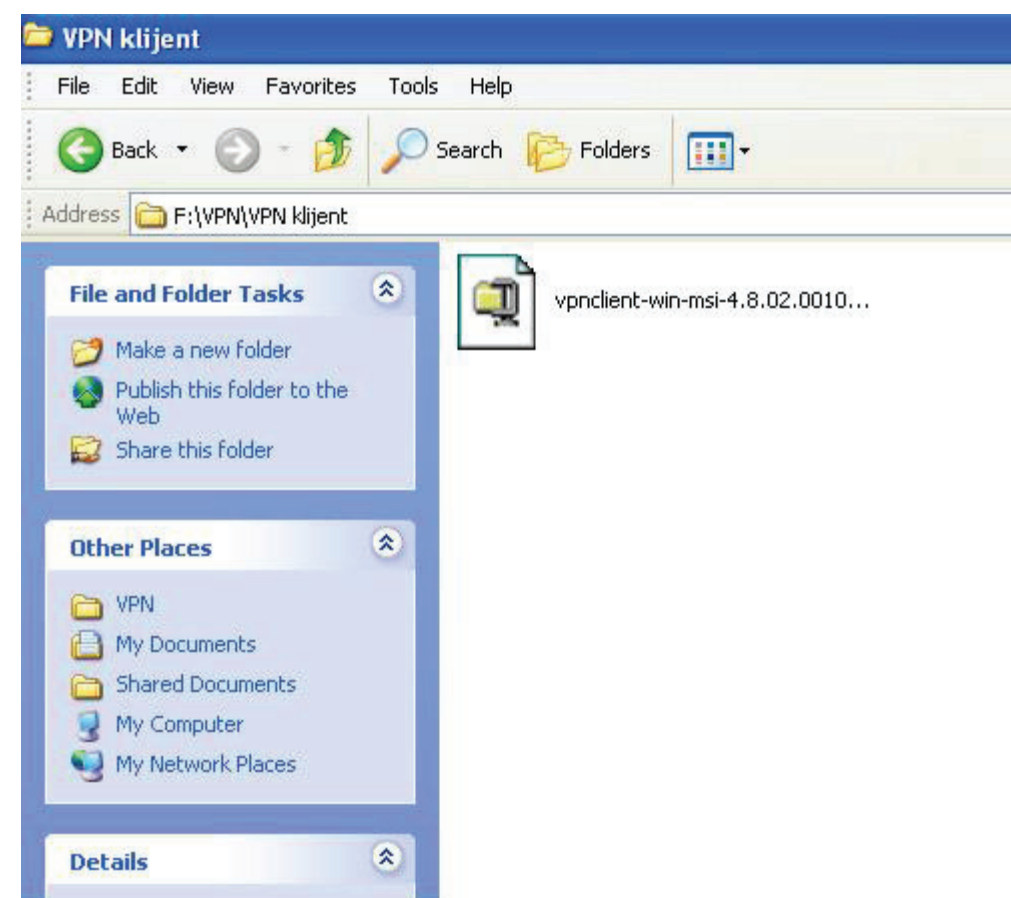 VPN klijent
File Edit View Favorites Tools Help
Back Search Folders
Address F:\VPN\VPN klijent
File and Folder Tasks
Make a new folder
Publish this folder to the
Web
Share this folder
Other Places
VPN
My Documents
Shared Documents
My Computer
My Network Places
Details
vpnclient-win-msi-4.8.02.0010...